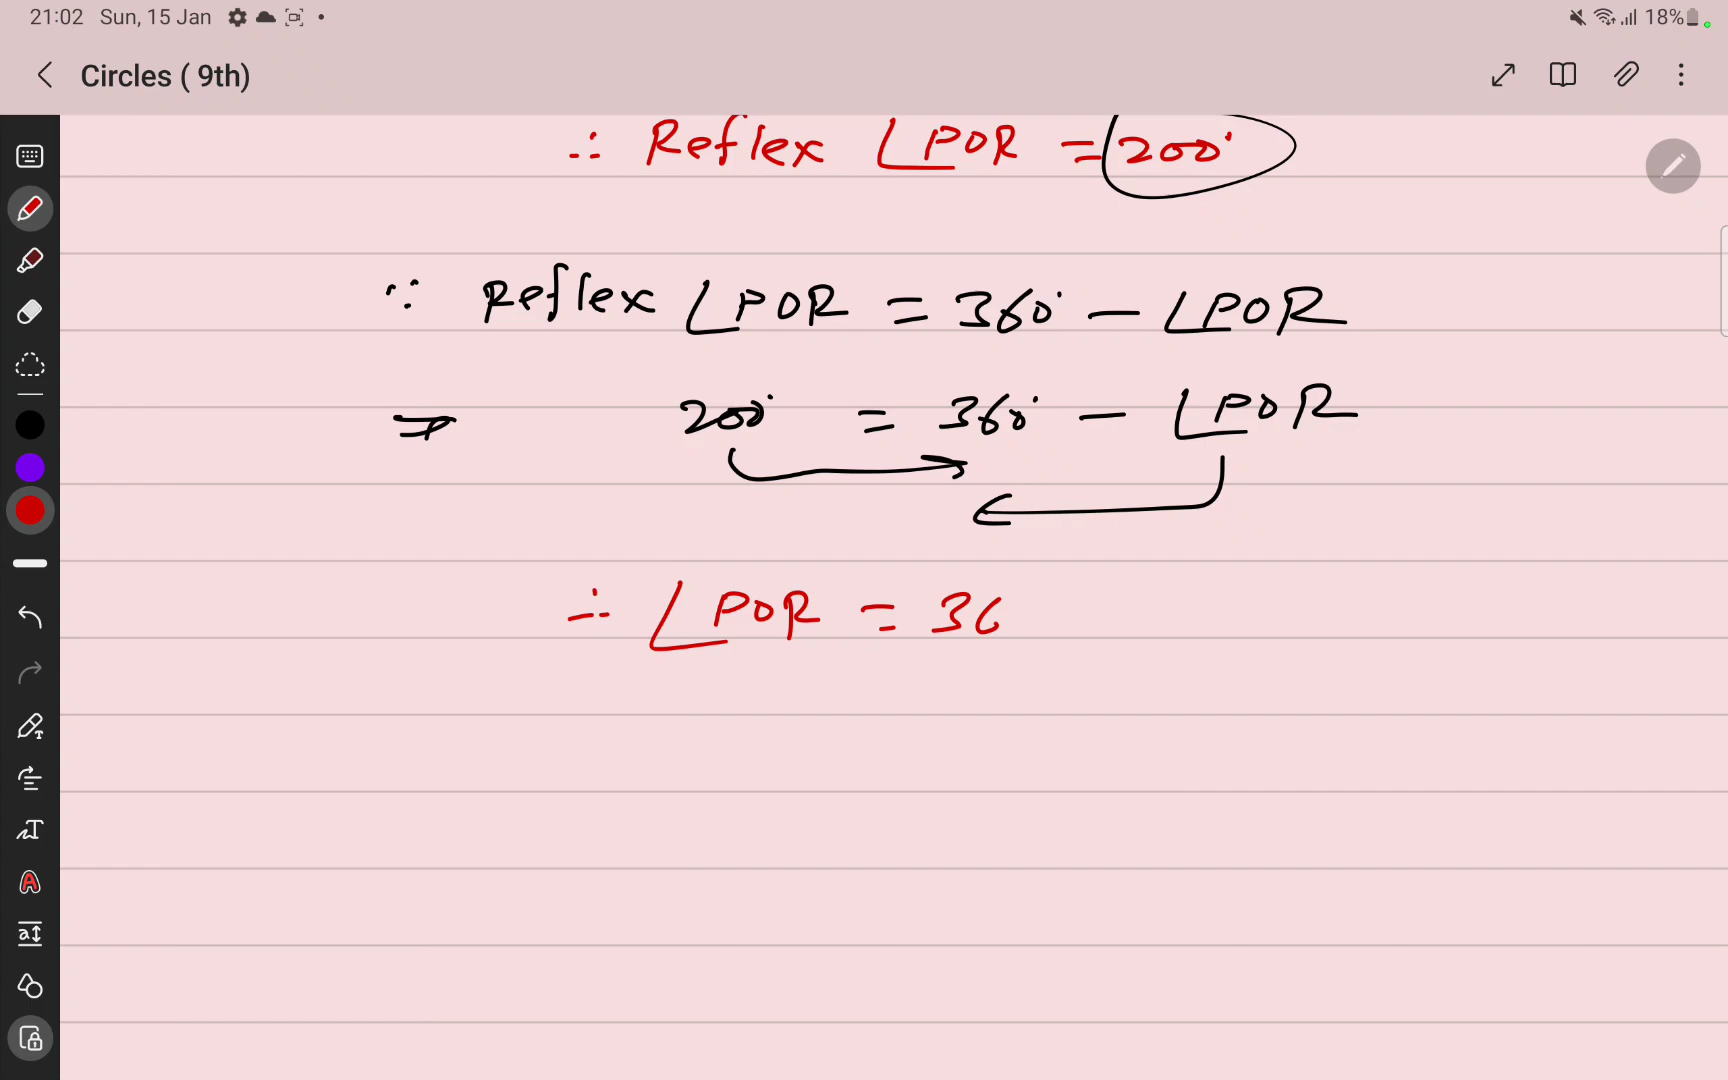 21:02 Sun, 15 Jan 18%
Circles ( 9th)
∴ Reflex ∠POR = 200°
∵ Reflex ∠POR = 360° – ∠POR
⇒ 200° = 360° – ∠POR
∴ ∠POR = 36